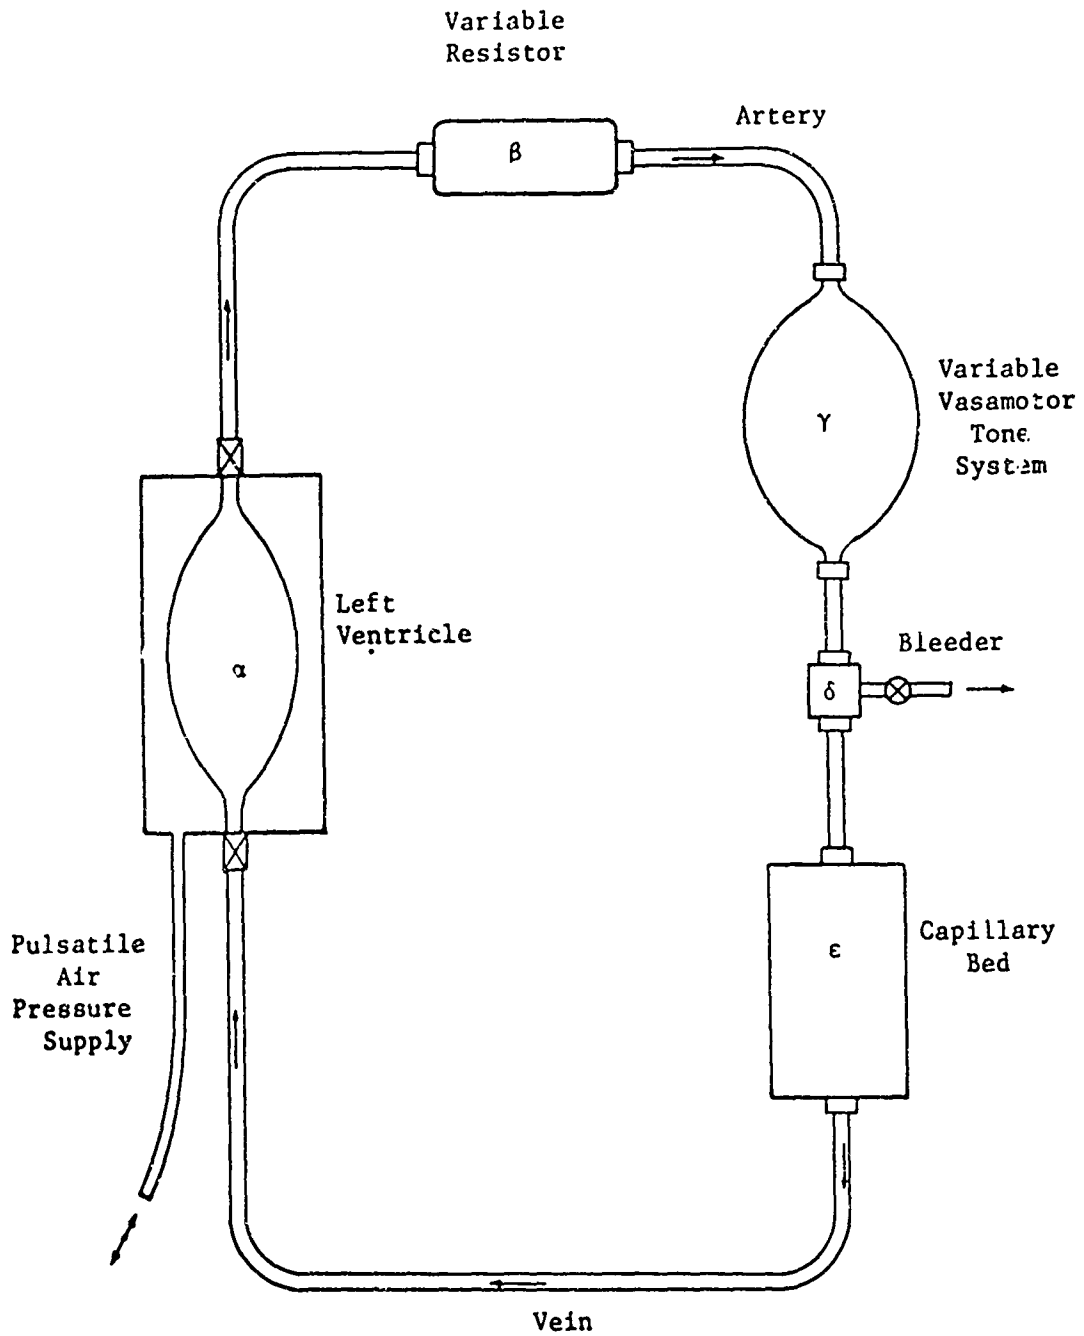 Variable
Resistor
Artery
β
Variable
Vasamotor
Tone
System
γ
Left
Ventricle
α
Bleeder
δ
Capillary
Bed
ε
Pulsatile
Air
Pressure
Supply
Vein